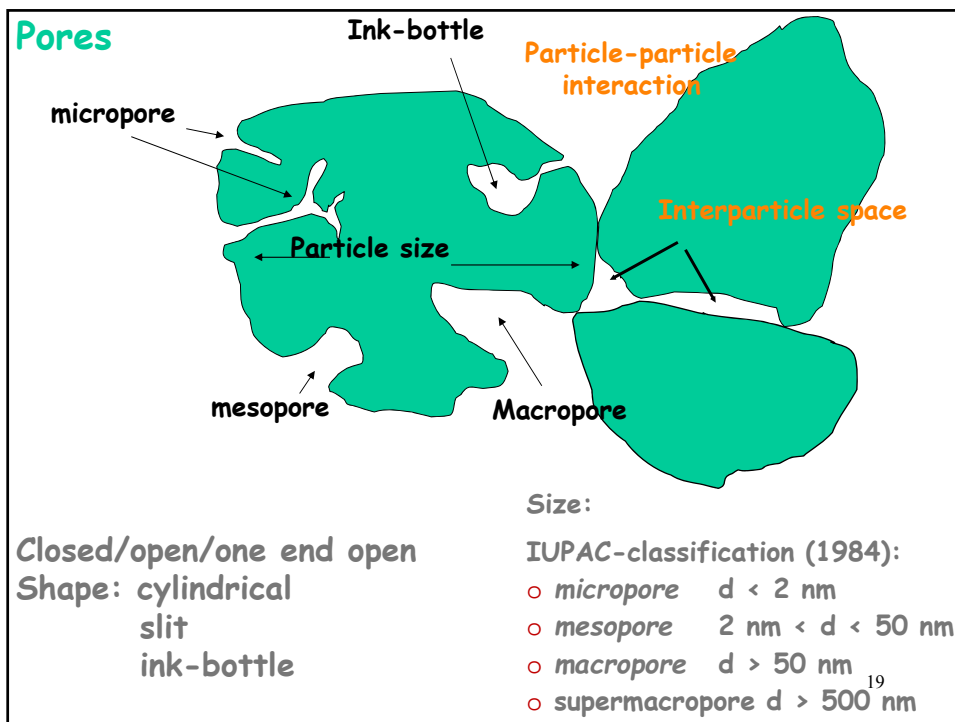 Pores
Ink-bottle
Particle-particle
interaction
micropore
Interparticle space
Particle size
mesopore
Macropore
Closed/open/one end open
Shape: cylindrical
slit
ink-bottle
Size:
IUPAC-classification (1984):
o micropore d < 2 nm
o mesopore 2 nm < d < 50 nm
o macropore d > 50 nm
o supermacropore d > 500 nm
19